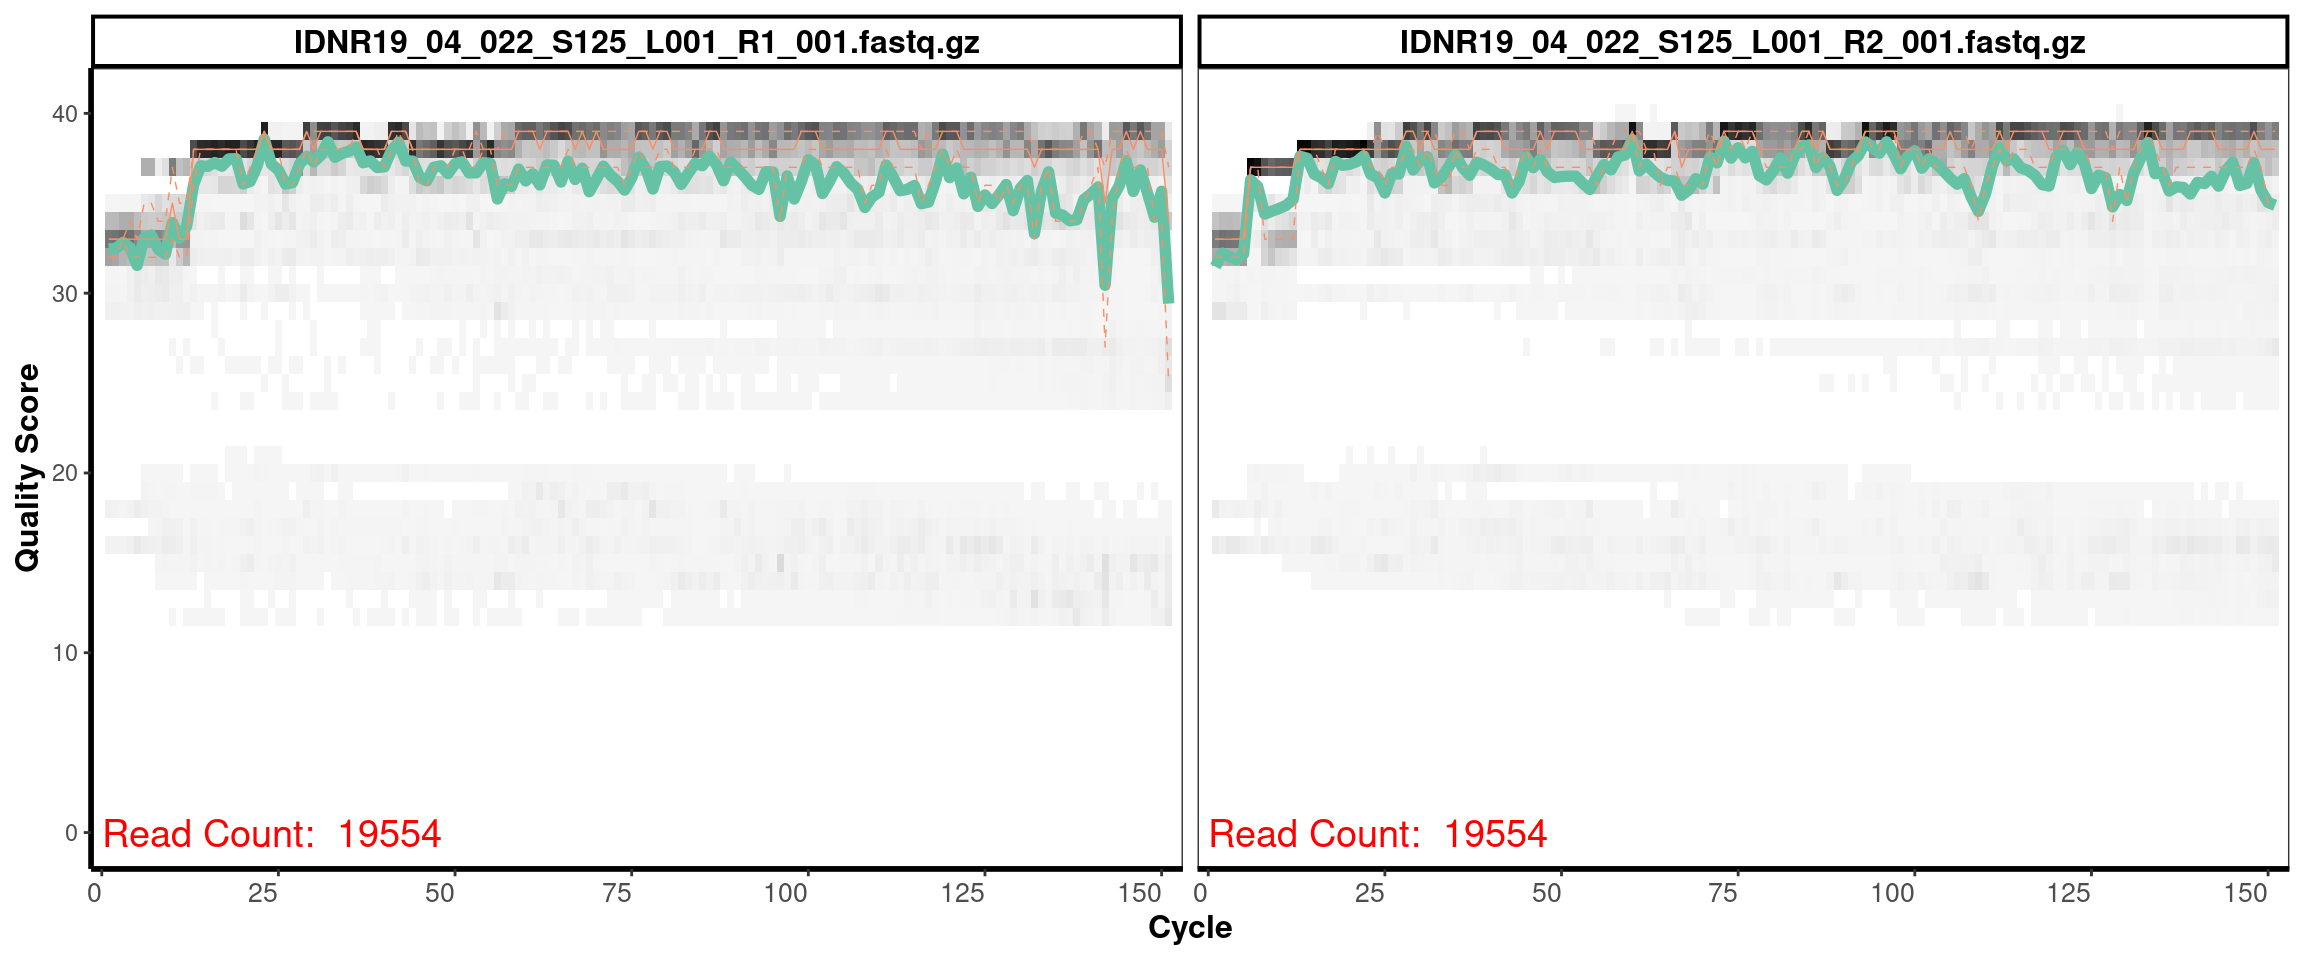 IDNR19_04_022_S125_L001_R1_001.fastq.gz
IDNR19_04_022_S125_L001_R2_001.fastq.gz
Quality Score
40
30
20
10
0
Read Count: 19554
Read Count: 19554
0 25 50 75 100 125 150
0 25 50 75 100 125 150
Cycle